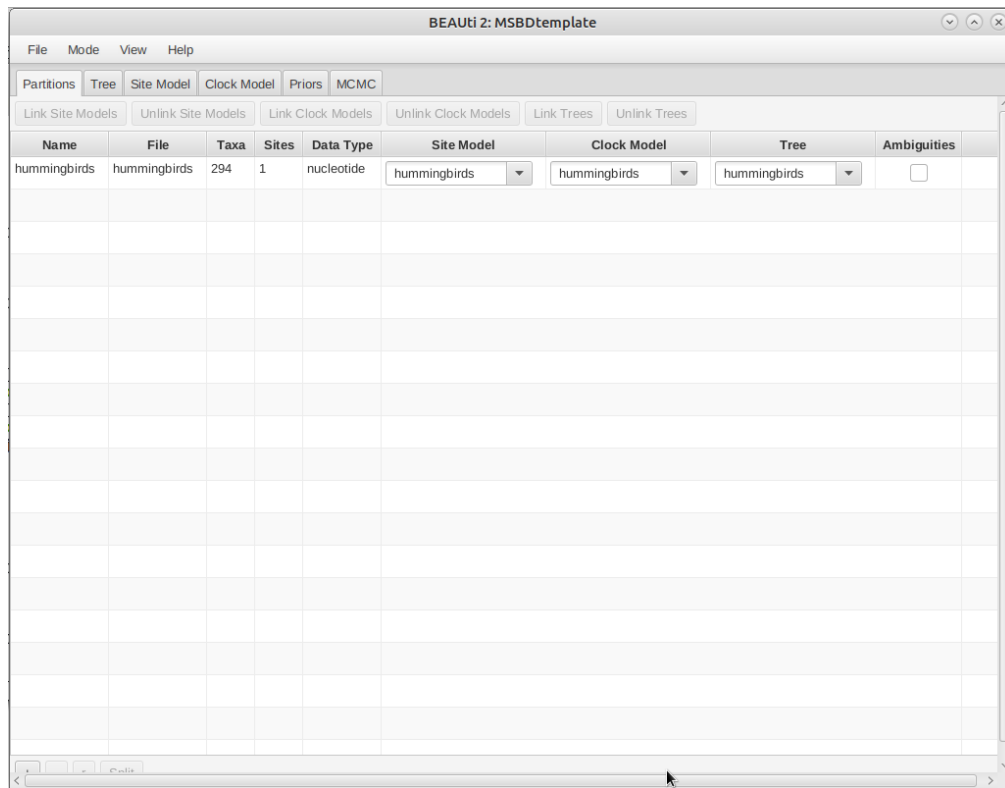 BEAUti 2: MSBDtemplate
File Mode View Help
Partitions Tree Site Model Clock Model Priors MCMC
Link Site Models Unlink Site Models Link Clock Models Unlink Clock Models Link Trees Unlink Trees
Name File Taxa Sites Data Type Site Model Clock Model Tree Ambiguities
hummingbirds hummingbirds 294 1 nucleotide hummingbirds hummingbirds hummingbirds
Split